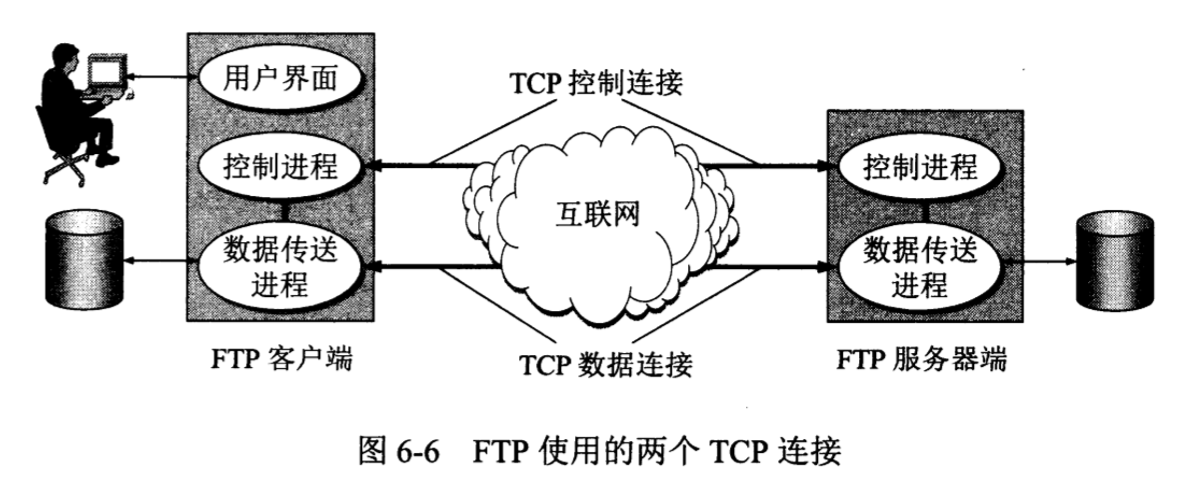 用户界面
TCP 控制连接
控制进程
控制进程
互联网
数据传送
进程
数据传送
进程
FTP 客户端
TCP 数据连接
FTP 服务器端
图 6-6 FTP 使用的两个 TCP 连接